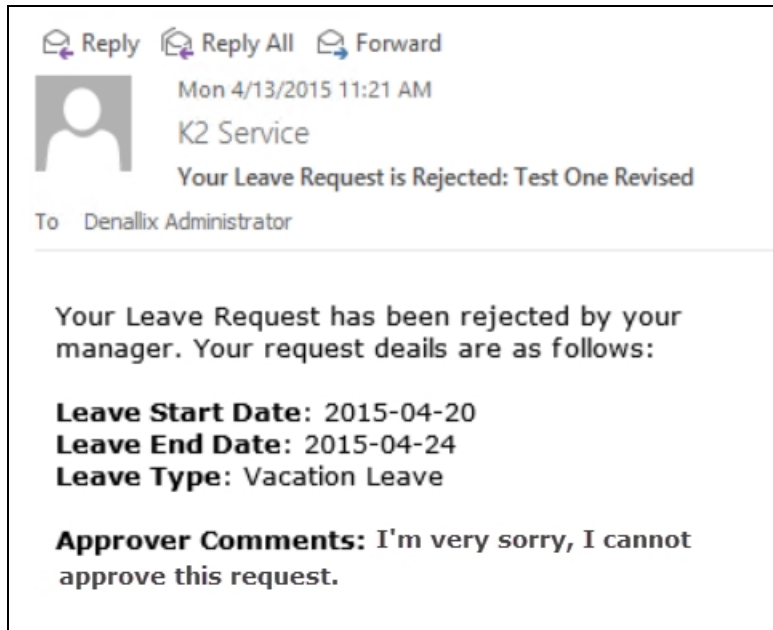 Reply Reply All Forward
Mon 4/13/2015 11:21 AM
K2 Service
Your Leave Request is Rejected: Test One Revised
To Denallix Administrator
Your Leave Request has been rejected by your
manager. Your request deails are as follows:
Leave Start Date: 2015-04-20
Leave End Date: 2015-04-24
Leave Type: Vacation Leave
Approver Comments: I'm very sorry, I cannot
approve this request.